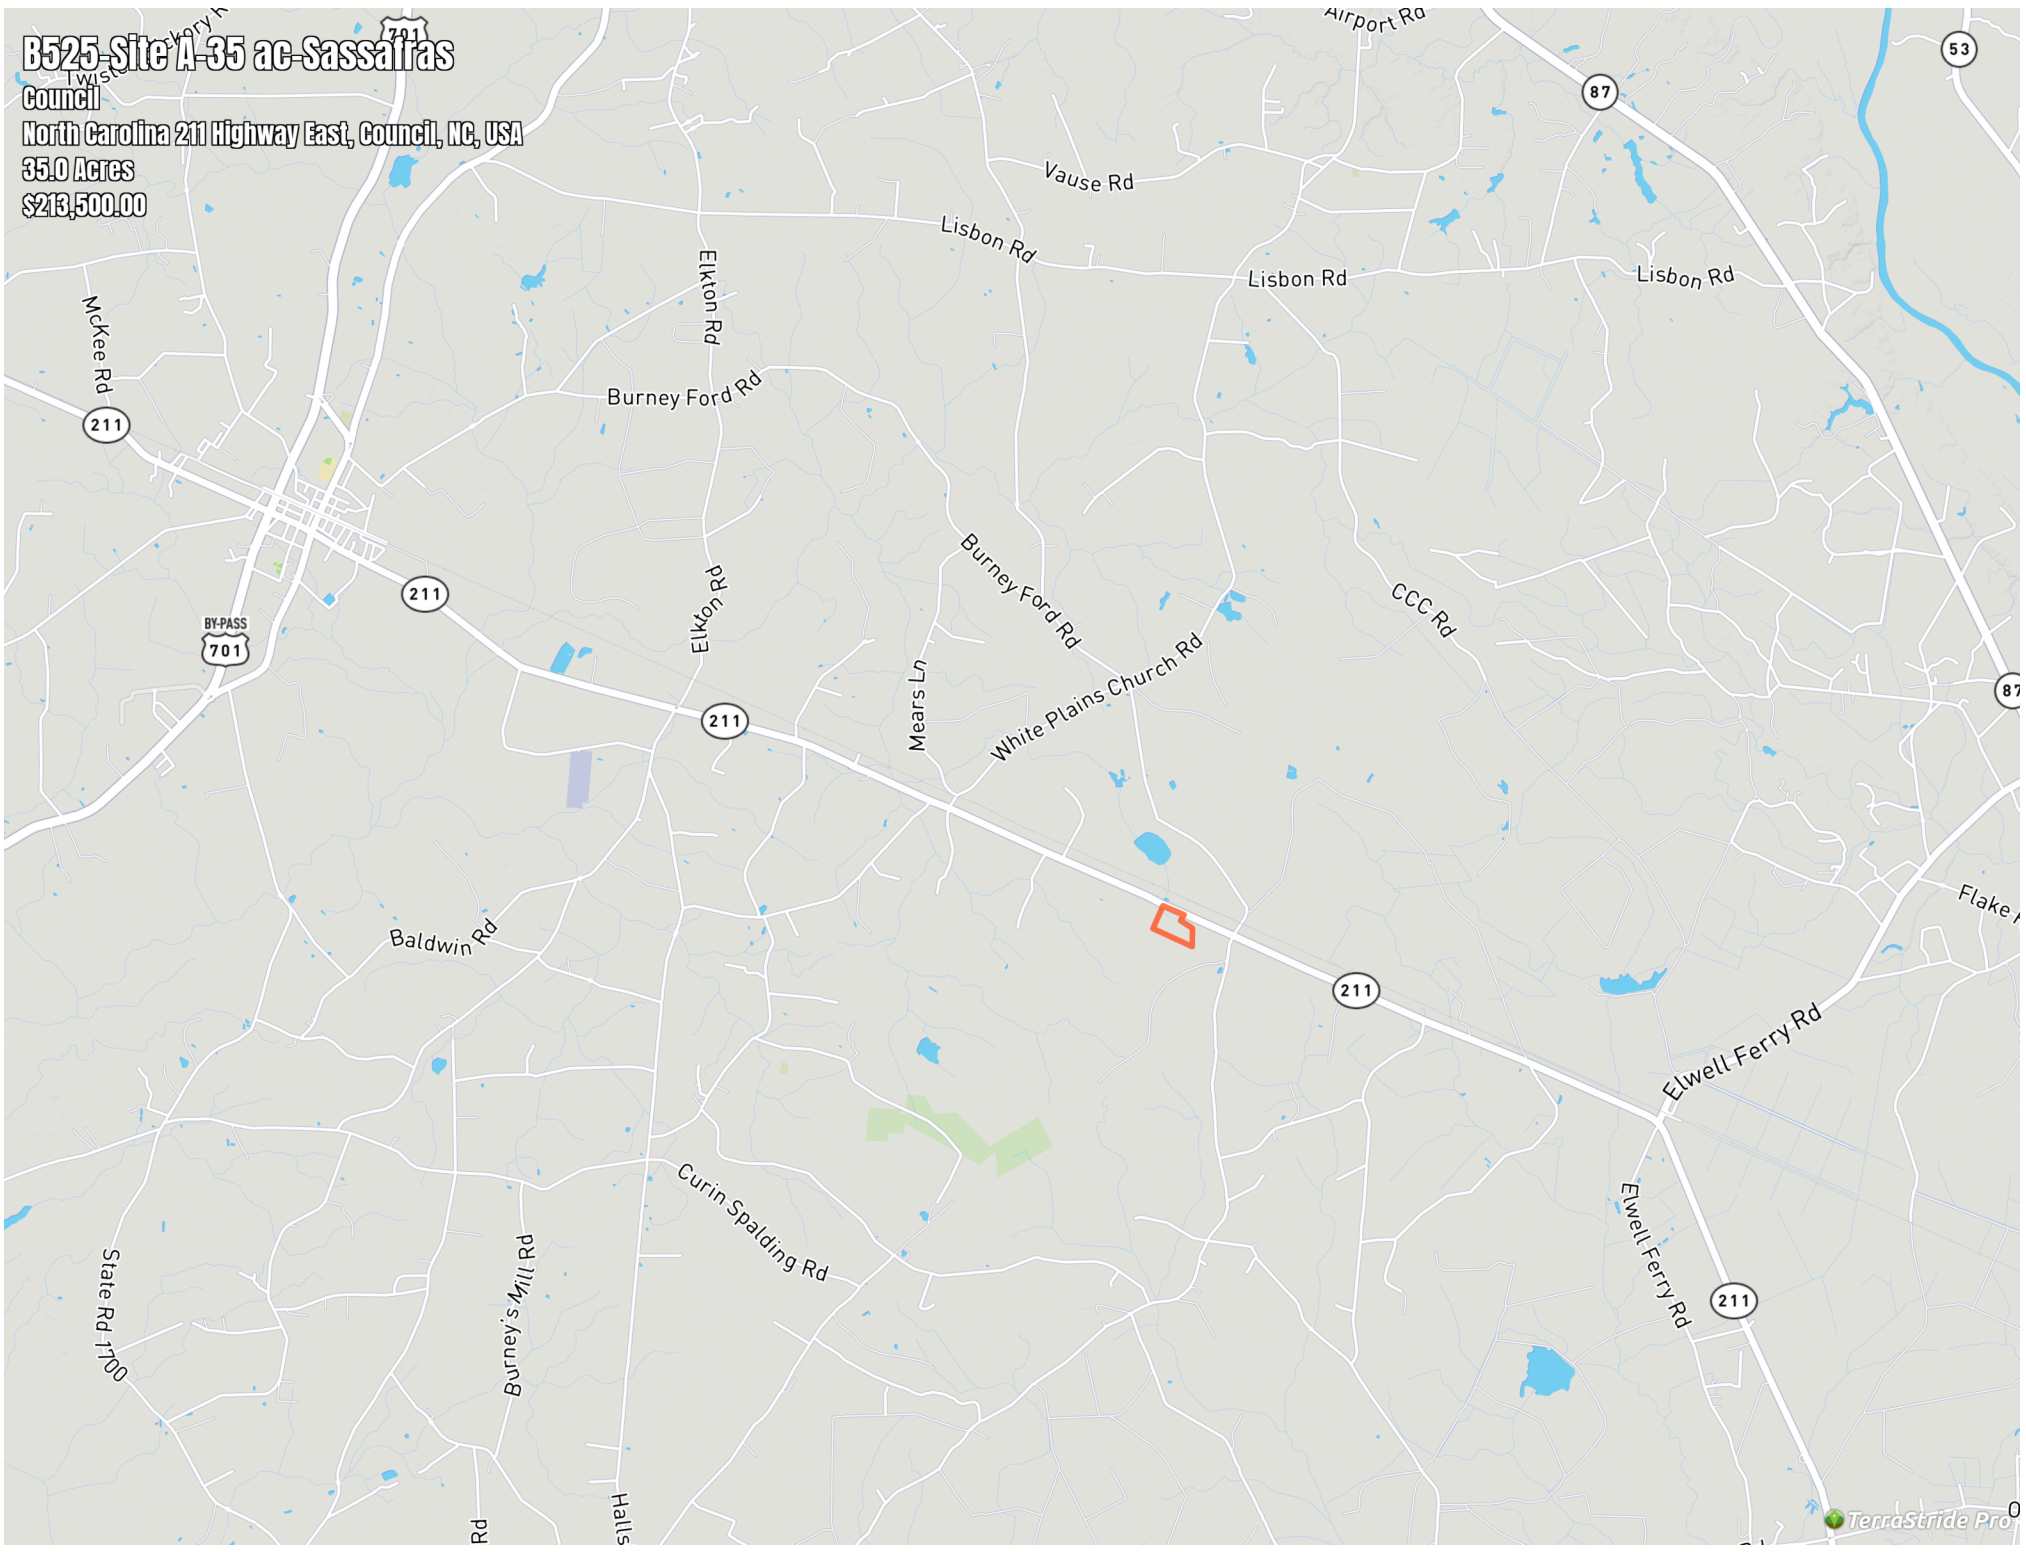 B525-Site A-35 ac-Sassafras
Council
North Carolina 211 Highway East, Council, NC, USA
35.0 Acres
$213,500.00
701
Airport Rd
53
87
Vause Rd
Lisbon Rd
Lisbon Rd
Lisbon Rd
Elkton Rd
McKee Rd
Burney Ford Rd
211
211
BY-PASS
701
Elkton Rd
Burney Ford Rd
CCC Rd
White Plains Church Rd
Mears Ln
211
87
Baldwin Rd
Flake
211
Elwell Ferry Rd
Curin Spalding Rd
Elwell Ferry Rd
State Rd 1700
Burney's Mill Rd
211
Halls
Rd
TerraStride Pro